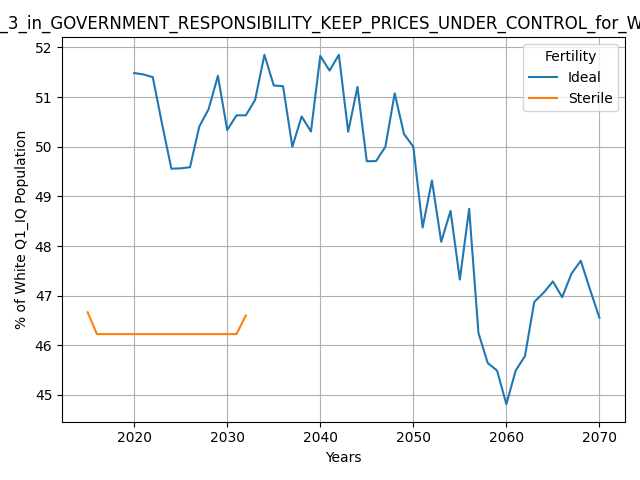 _3_in_GOVERNMENT_RESPONSIBILITY_KEEP_PRICES_UNDER_CONTROL_for_W
Fertility
Ideal
Sterile
% of White Q1_IQ Population
52
51
50
49
48
47
46
45
2020 2030 2040 2050 2060 2070
Years